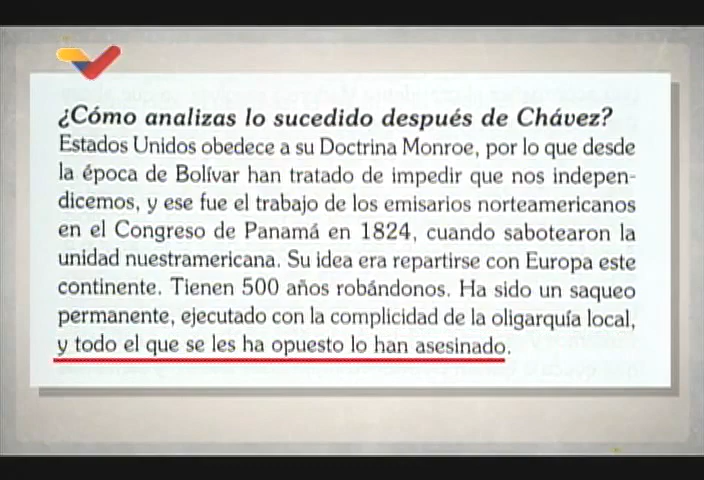 ¿Cómo analizas lo sucedido después de Chávez?
Estados Unidos obedece a su Doctrina Monroe, por lo que desde
la época de Bolívar han tratado de impedir que nos indepen-
dicemos, y ese fue el trabajo de los emisarios norteamericanos
en el Congreso de Panamá en 1824, cuando sabotearon la
unidad nuestramericana. Su idea era repartirse con Europa este
continente. Tienen 500 años robándonos. Ha sido un saqueo
permanente, ejecutado con la complicidad de la oligarquía local,
y todo el que se les ha opuesto lo han asesinado.